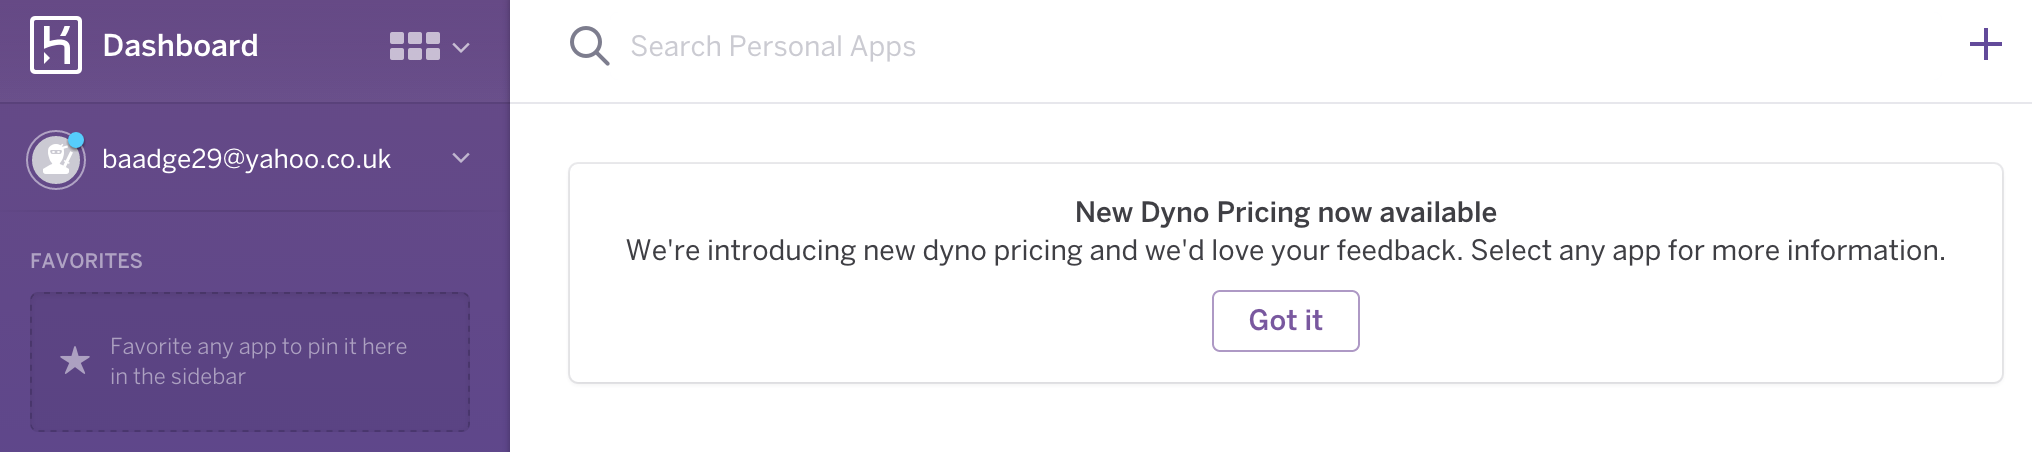 Dashboard
Search Personal Apps
baadge29@yahoo.co.uk
FAVORITES
Favorite any app to pin it here
in the sidebar
New Dyno Pricing now available
We're introducing new dyno pricing and we'd love your feedback. Select any app for more information.
Got it